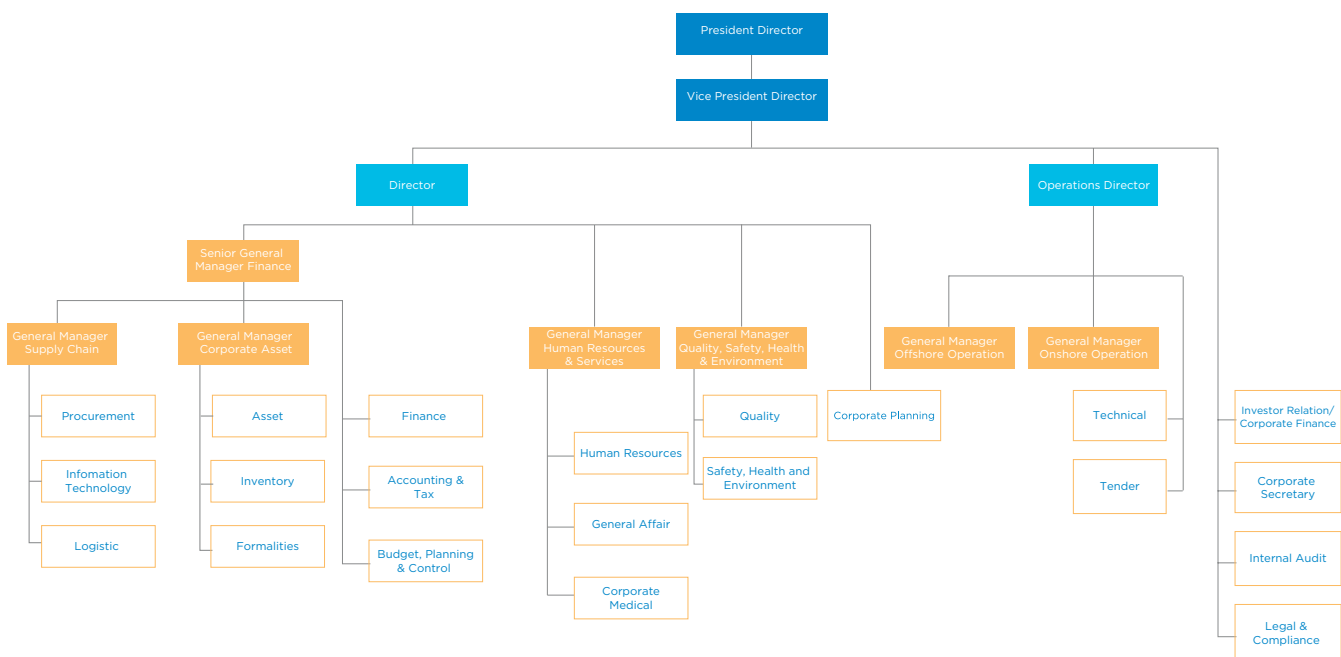 President Director
Vice President Director
Director
Operations Director
Senior General
Manager Finance
General Manager
Supply Chain
General Manager
Corporate Asset
General Manager
Human Resources
& Services
General Manager
Quality, Safety, Health
& Environment
General Manager
Offshore Operation
General Manager
Onshore Operation
Procurement
Infomation
Technology
Logistic
Asset
Inventory
Formalities
Finance
Accounting &
Tax
Budget, Planning
& Control
Human Resources
General Affair
Corporate
Medical
Quality
Safety, Health and
Environment
Corporate Planning
Technical
Tender
Investor Relation/
Corporate Finance
Corporate
Secretary
Internal Audit
Legal &
Compliance